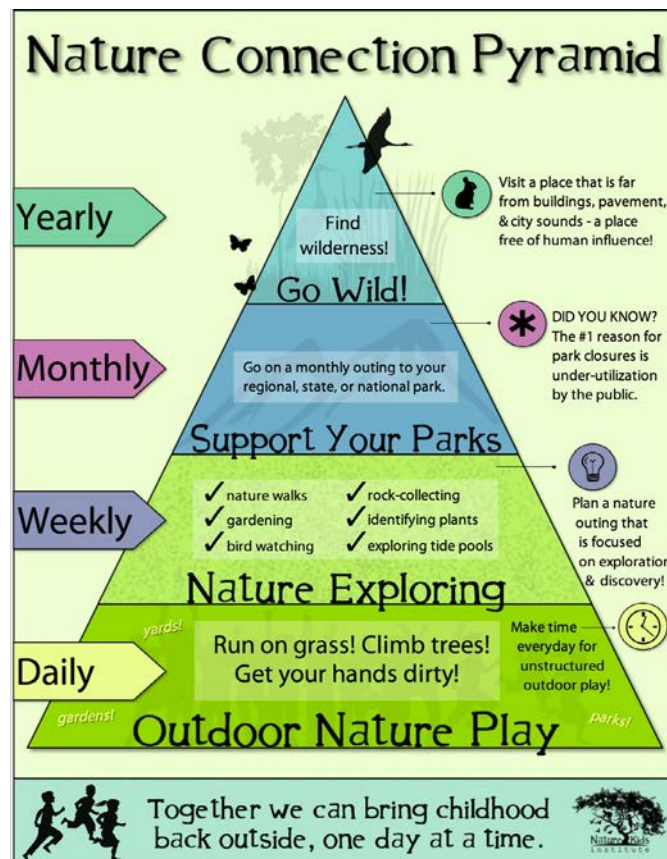 Nature Connection Pyramid
Yearly
Find
wilderness!
Go Wild!
Visit a place that is far
from buildings, pavement,
& city sounds - a place
free of human influence!
Monthly
Go on a monthly outing to your
regional, state, or national park.
Support Your Parks
DID YOU KNOW?
The #1 reason for
park closures is
under-utilization
by the public.
Weekly
✓ nature walks
✓ gardening
✓ bird watching
✓ rock-collecting
✓ identifying plants
✓ exploring tide pools
Nature Exploring
Plan a nature
outing that
is focused
on exploration
& discovery!
Daily
yards!
Run on grass! Climb trees!
Get your hands dirty!
gardens!
parks!
Outdoor Nature Play
Make time
everyday for
unstructured
outdoor play!
Together we can bring childhood
back outside, one day at a time.
Nature Kids
Institute